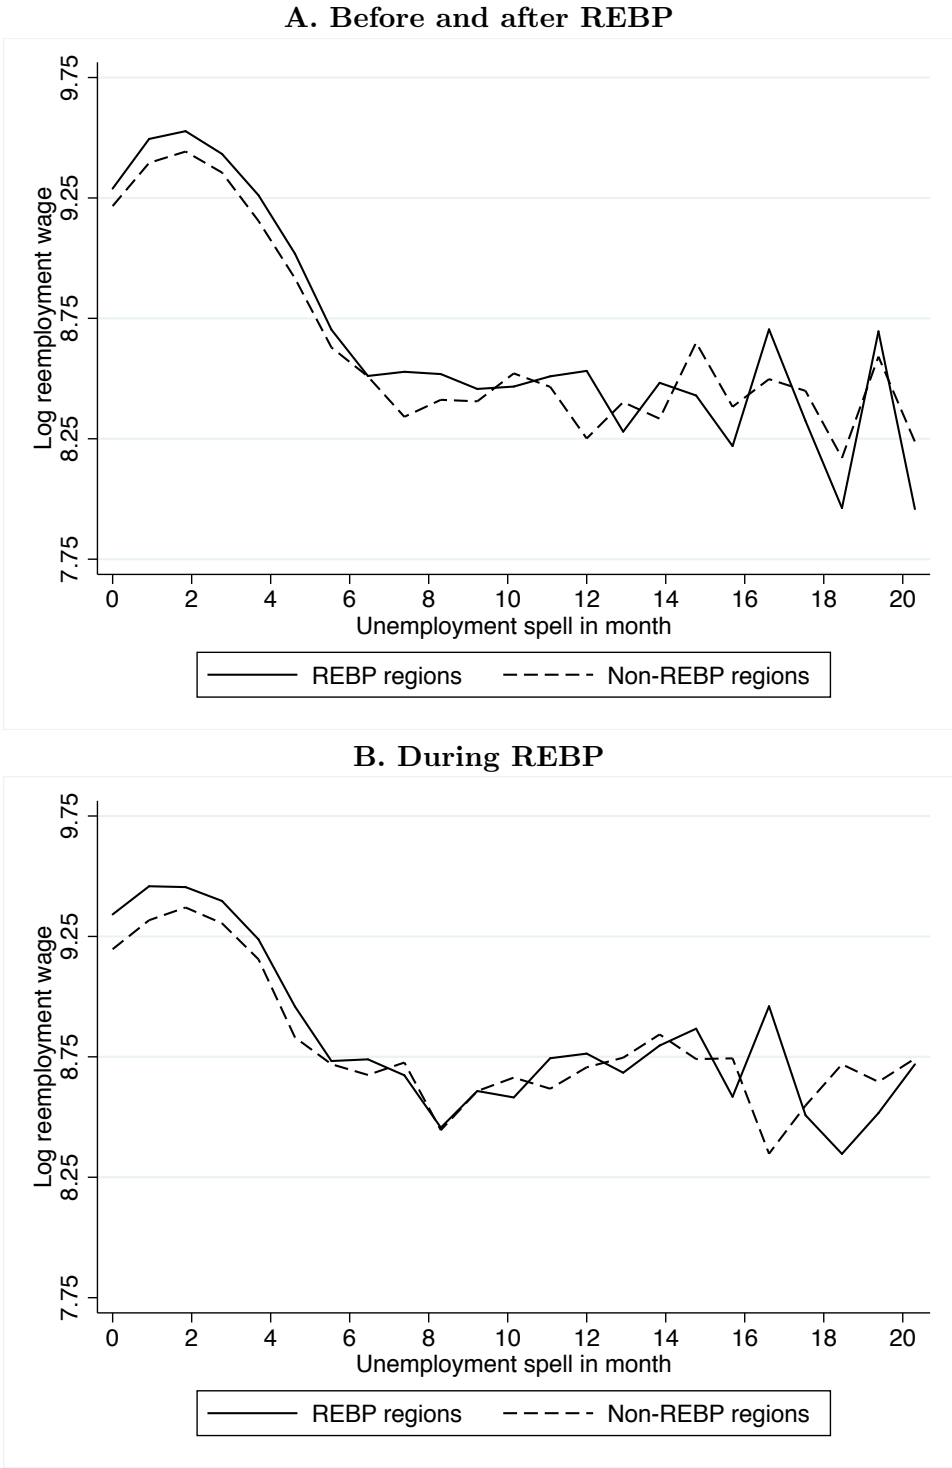 A. Before and after REBP
Log reemployment wage
9.75
9.25
8.75
8.25
7.75
0 2 4 6 8 10 12 14 16 18 20
Unemployment spell in month
REBP regions Non-REBP regions
B. During REBP
Log reemployment wage
9.75
9.25
8.75
8.25
7.75
0 2 4 6 8 10 12 14 16 18 20
Unemployment spell in month
REBP regions Non-REBP regions